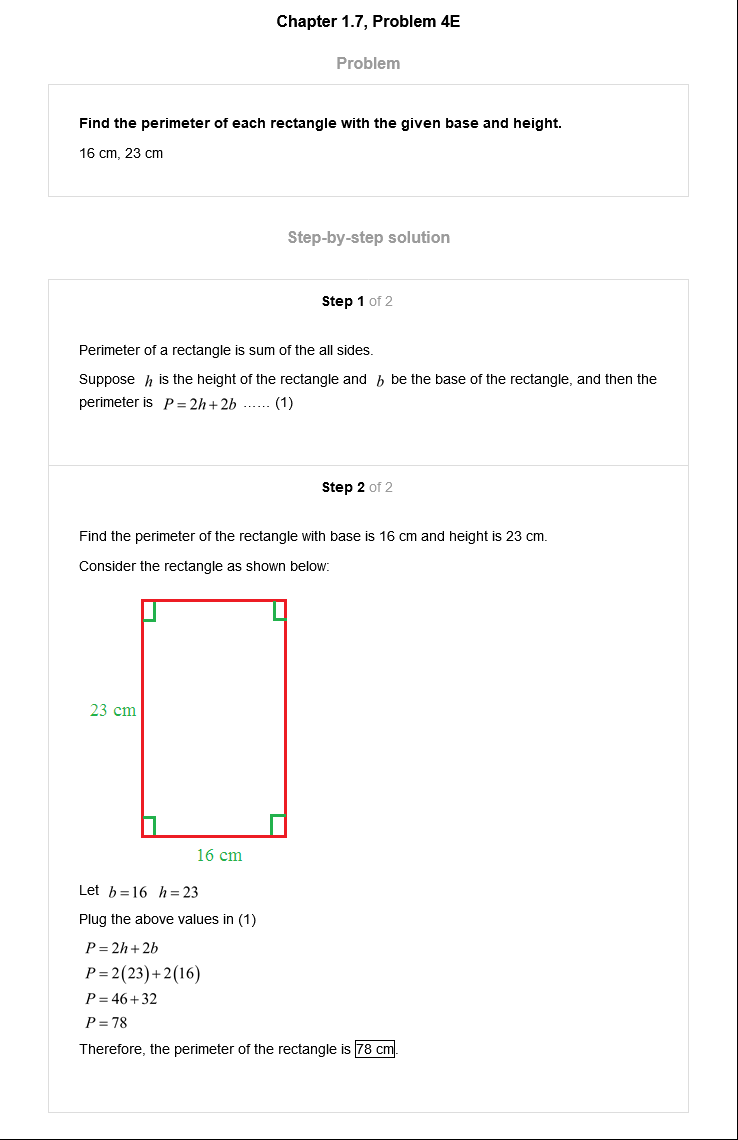 Chapter 1.7, Problem 4E
Problem
Find the perimeter of each rectangle with the given base and height.
16 cm, 23 cm
Step-by-step solution
Step 1 of 2
Perimeter of a rectangle is sum of the all sides.
Suppose h is the height of the rectangle and b be the base of the rectangle, and then the
perimeter is P = 2h + 2b ...... (1)
Step 2 of 2
Find the perimeter of the rectangle with base is 16 cm and height is 23 cm.
Consider the rectangle as shown below:
23 cm
16 cm
Let b = 16 h = 23
Plug the above values in (1)
P = 2h + 2b
P = 2(23) + 2(16)
P = 46 + 32
P = 78
Therefore, the perimeter of the rectangle is 78 cm.